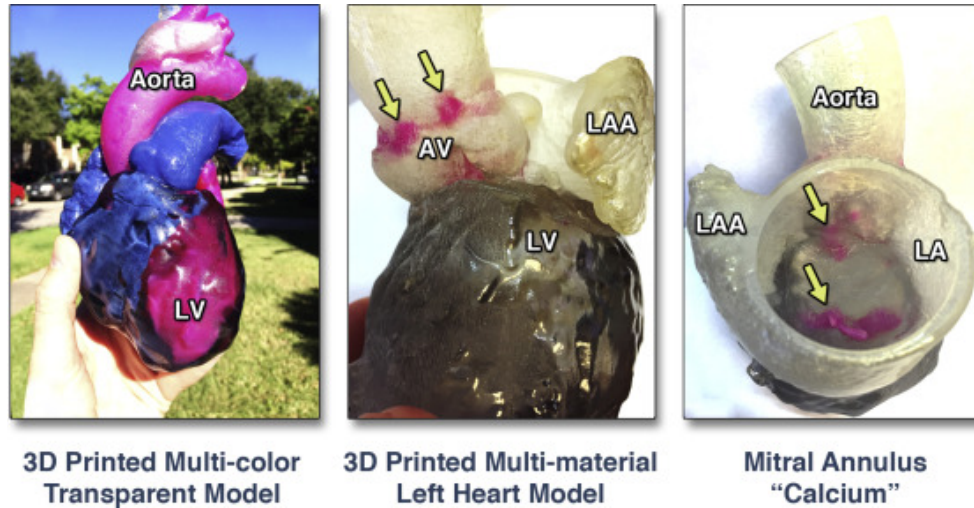 Aorta
LV
AV
LAA
LV
Aorta
LAA
LA
3D Printed Multi-color
Transparent Model
3D Printed Multi-material
Left Heart Model
Mitral Annulus
“Calcium”